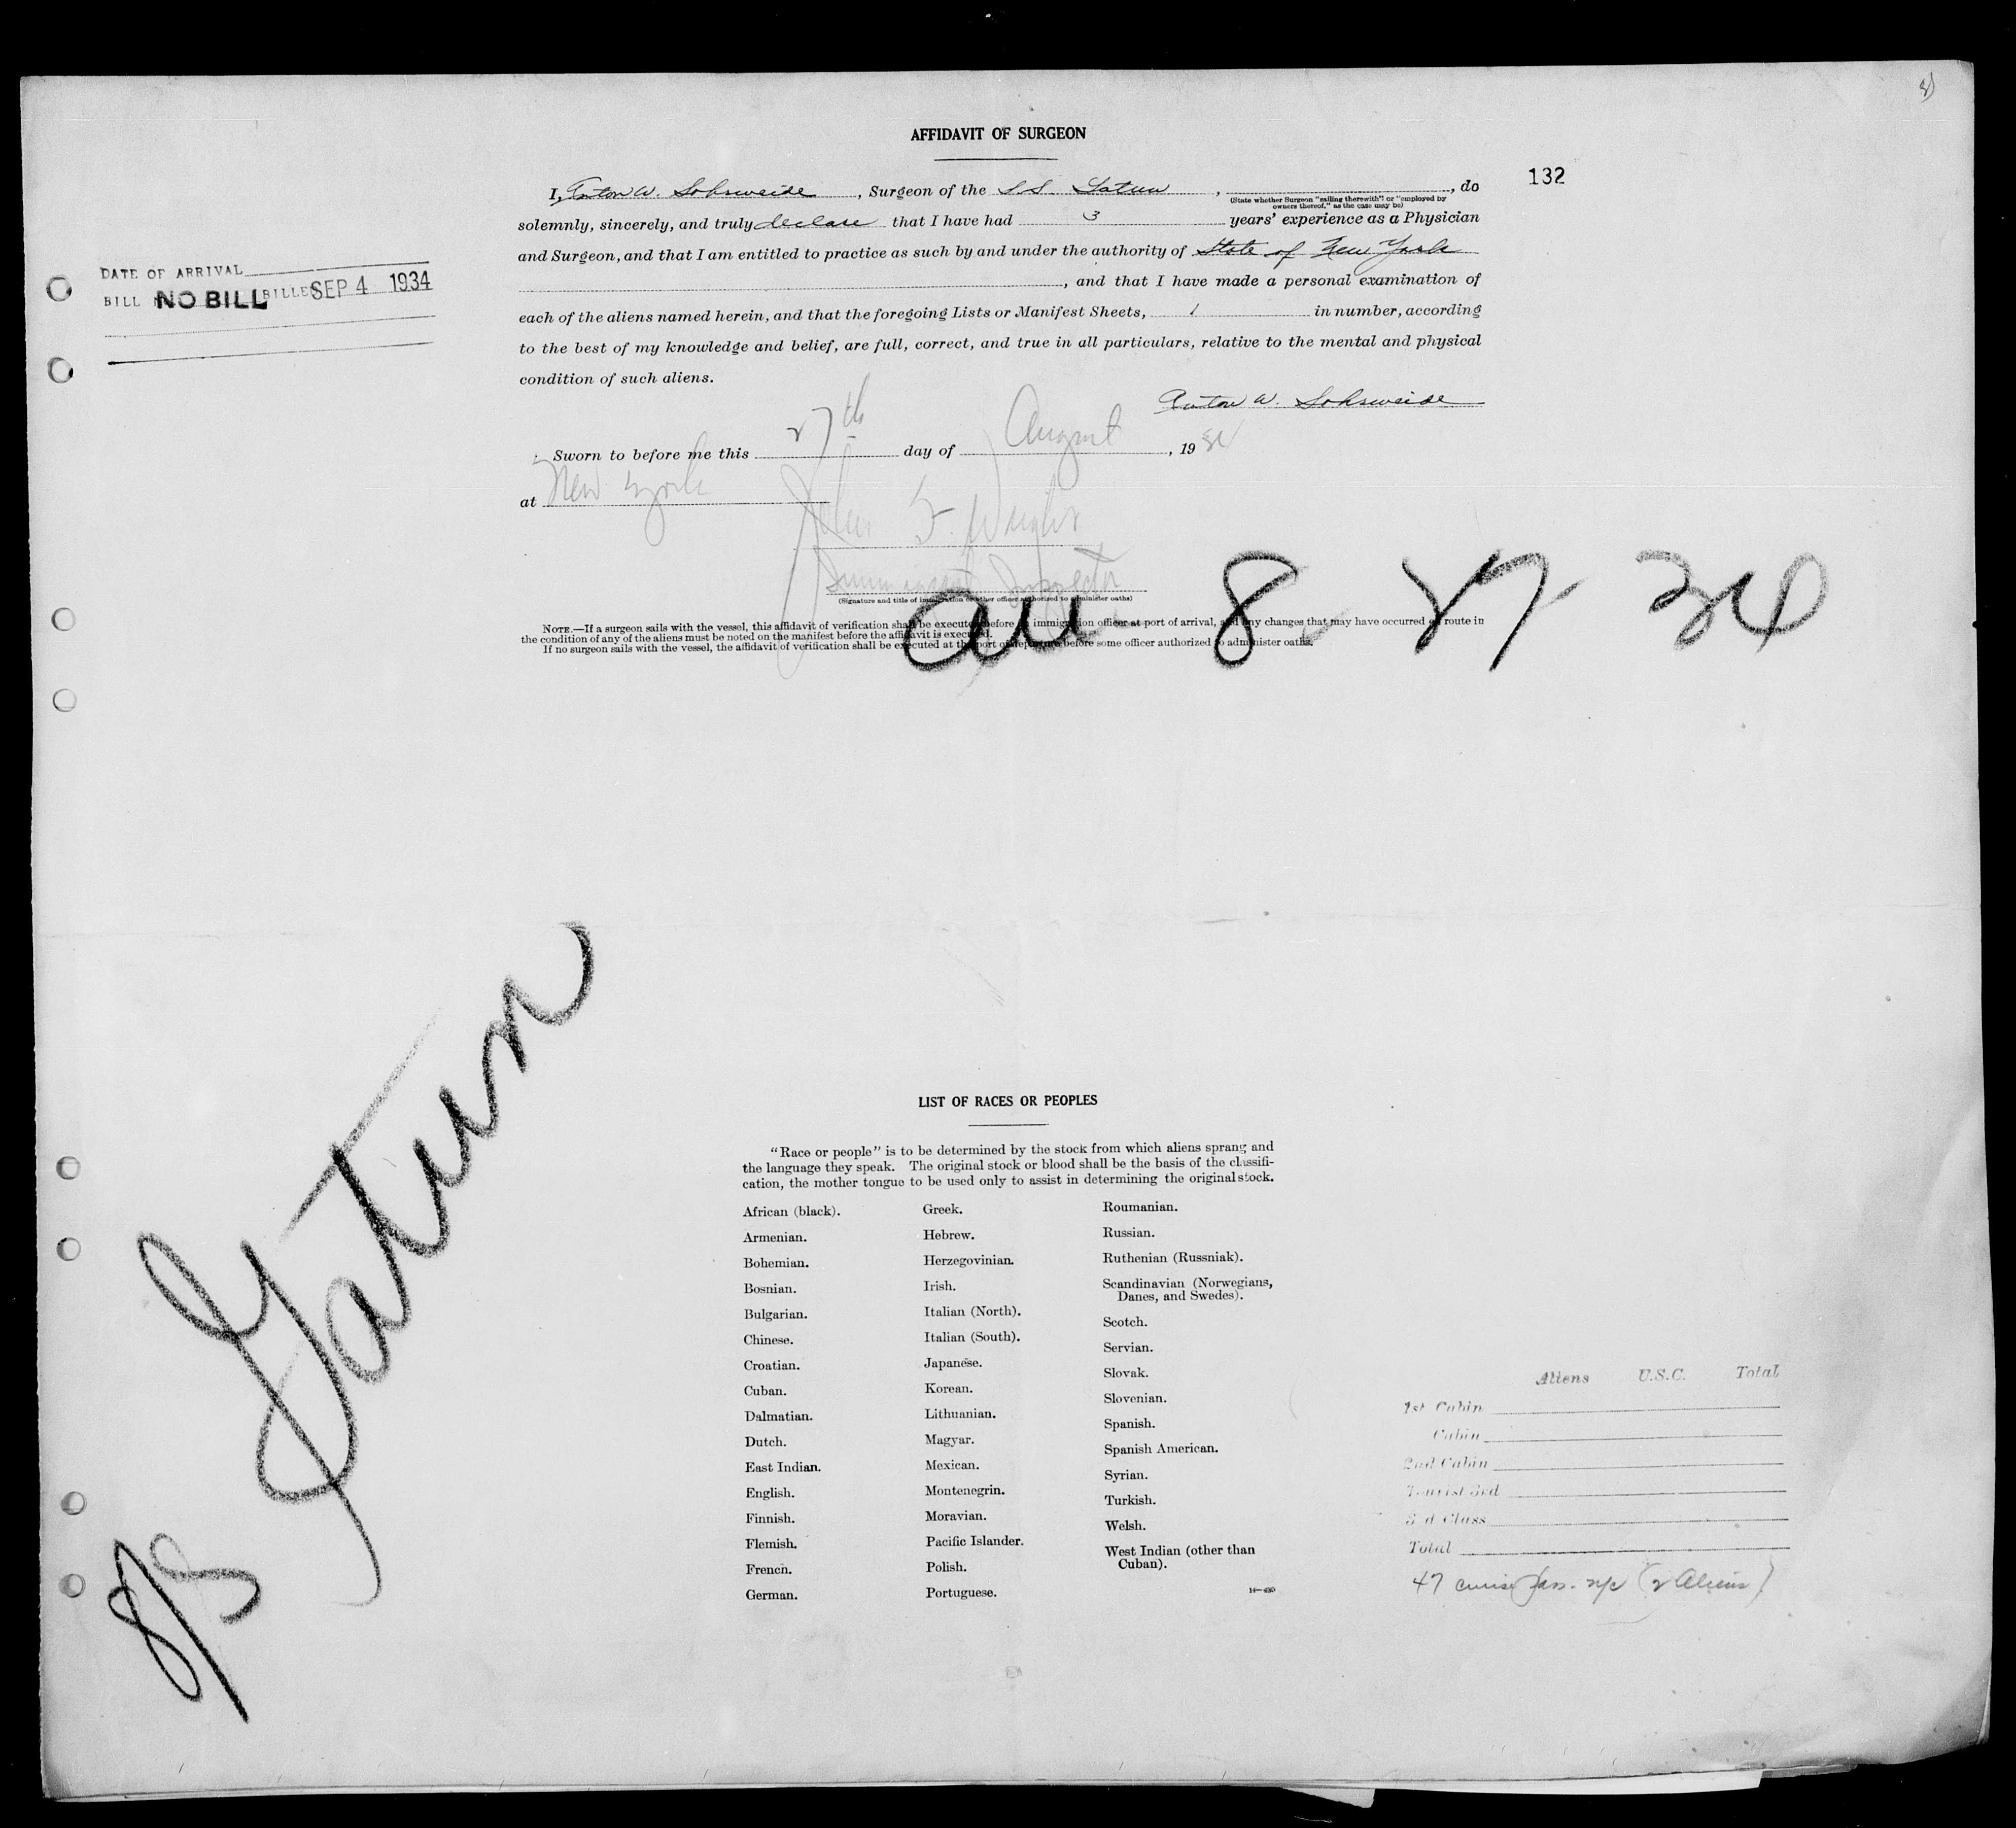 AFFIDAVIT OF SURGEON
132
I, Anton W. Sohrweide, Surgeon of the S S Gatun, , do
(State whether Surgeon "sailing therewith" or "employed by
owners thereof," as the case may be)
solemnly, sincerely, and truly declare that I have had 3 years' experience as a Physician
and Surgeon, and that I am entitled to practice as such by and under the authority of State of New York
, and that I have made a personal examination of
each of the aliens named herein, and that the foregoing Lists or Manifest Sheets, 1 in number, according
to the best of my knowledge and belief, are full, correct, and true in all particulars, relative to the mental and physical
condition of such aliens.
Anton W. Sohrweide
DATE OF ARRIVAL
BILL NO BILL BILLED SEP 4 1934
Sworn to before me this 27th day of August, 1934
at New York
John F. Wright
Immigrant Inspector
(Signature and title of immigration or other officer authorized to administer oaths)
au 8 27 34
NOTE.—If a surgeon sails with the vessel, this affidavit of verification shall be executed before an immigration officer at port of arrival, and any changes that may have occurred en route in
the condition of any of the aliens must be noted on the manifest before the affidavit is executed.
If no surgeon sails with the vessel, the affidavit of verification shall be executed at the port of departure before some officer authorized to administer oaths.
S/S Gatun
LIST OF RACES OR PEOPLES
"Race or people" is to be determined by the stock from which aliens sprang and
the language they speak. The original stock or blood shall be the basis of the classifi-
cation, the mother tongue to be used only to assist in determining the original stock.
African (black).
Armenian.
Bohemian.
Bosnian.
Bulgarian.
Chinese.
Croatian.
Cuban.
Dalmatian.
Dutch.
East Indian.
English.
Finnish.
Flemish.
French.
German.
Greek.
Hebrew.
Herzegovinian.
Irish.
Italian (North).
Italian (South).
Japanese.
Korean.
Lithuanian.
Magyar.
Mexican.
Montenegrin.
Moravian.
Pacific Islander.
Polish.
Portuguese.
Roumanian.
Russian.
Ruthenian (Russniak).
Scandinavian (Norwegians,
Danes, and Swedes).
Scotch.
Servian.
Slovak.
Slovenian.
Spanish.
Spanish American.
Syrian.
Turkish.
Welsh.
West Indian (other than
Cuban).
Aliens U.S.C. Total
1st Cabin
Cabin
2nd Cabin
Tourist 3rd
3rd Class
Total
47 cruise pass. (2 Aliens)